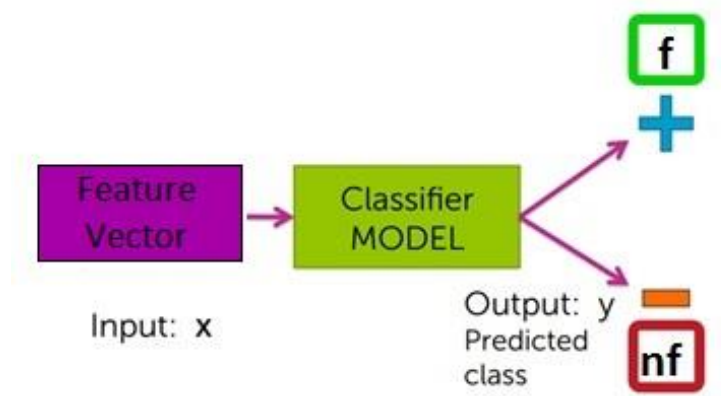 f
Feature
Vector
Classifier
MODEL
Input: x
Output: y
Predicted
class
nf